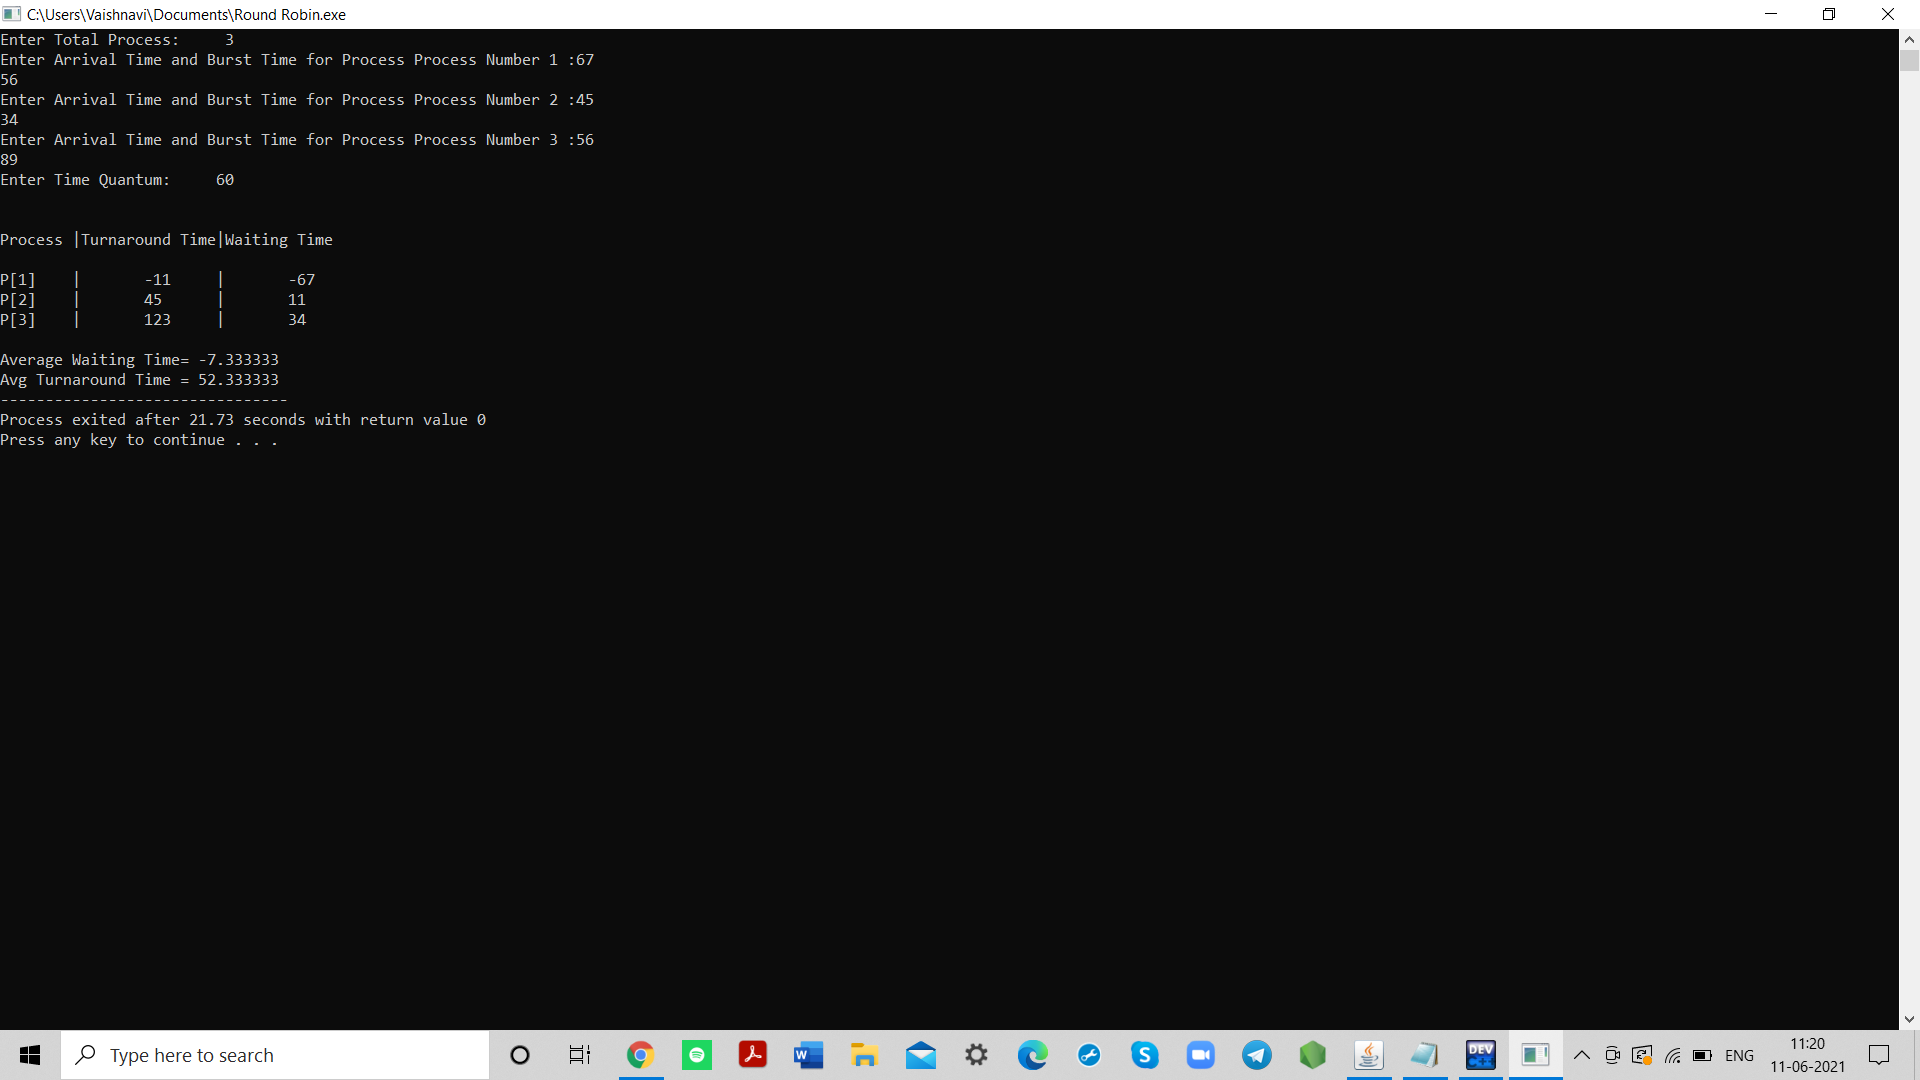 C:\Users\Vaishnavi\Documents\Round Robin.exe
Enter Total Process:     3
Enter Arrival Time and Burst Time for Process Process Number 1 :67
56
Enter Arrival Time and Burst Time for Process Process Number 2 :45
34
Enter Arrival Time and Burst Time for Process Process Number 3 :56
89
Enter Time Quantum:     60
Process |Turnaround Time|Waiting Time
P[1]    |       -11     |       -67
P[2]    |       45      |       11
P[3]    |       123     |       34
Average Waiting Time= -7.333333
Avg Turnaround Time = 52.333333
--------------------------------
Process exited after 21.73 seconds with return value 0
Press any key to continue . . .
Type here to search
W
S
DEV
C++
ENG
11:20
11-06-2021